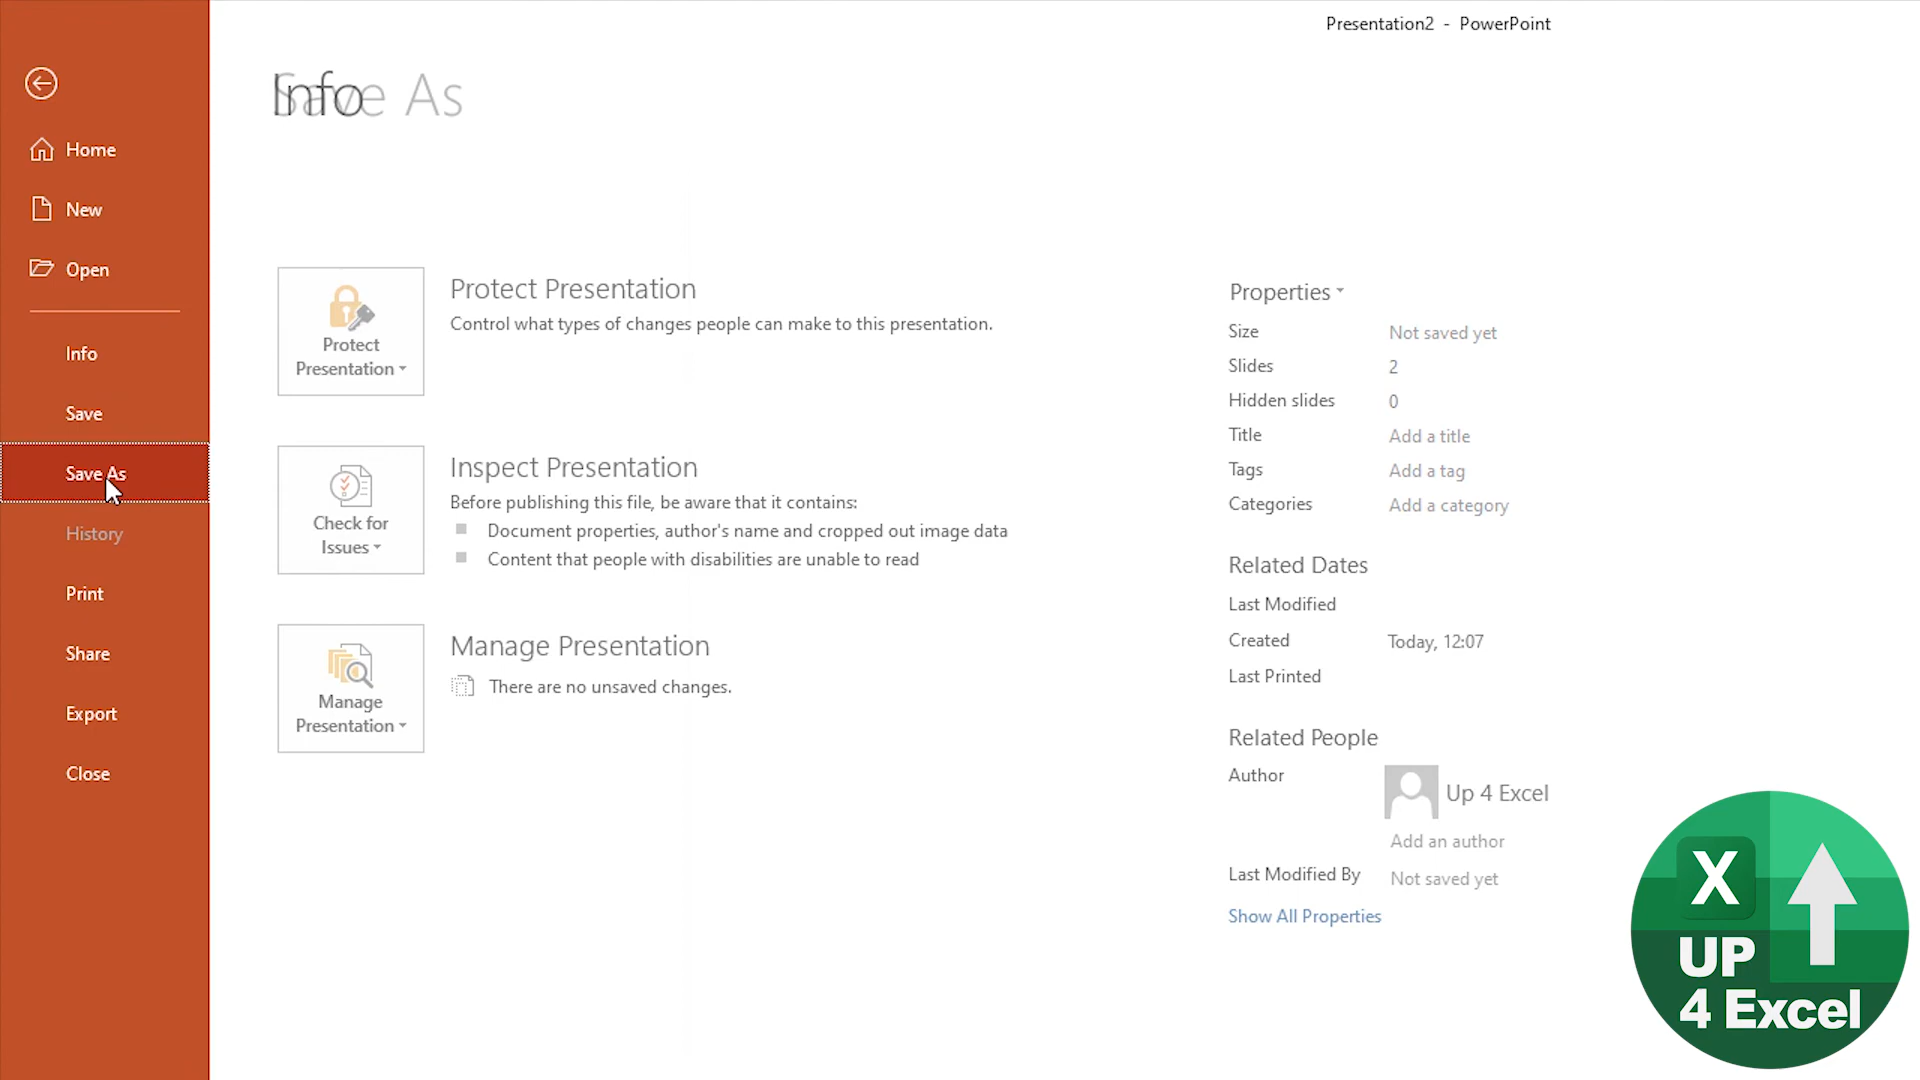 Presentation2 - PowerPoint
Info
Save As
Home
New
Open
Info
Save
Save As
History
Print
Share
Export
Close
Protect Presentation
Protect Presentation
Control what types of changes people can make to this presentation.
Check for Issues
Inspect Presentation
Before publishing this file, be aware that it contains:
Document properties, author's name and cropped out image data
Content that people with disabilities are unable to read
Manage Presentation
Manage Presentation
There are no unsaved changes.
Properties
Size Not saved yet
Slides 2
Hidden slides 0
Title Add a title
Tags Add a tag
Categories Add a category
Related Dates
Last Modified
Created Today, 12:07
Last Printed
Related People
Author Up 4 Excel
Add an author
Last Modified By Not saved yet
Show All Properties
X
UP
4 Excel